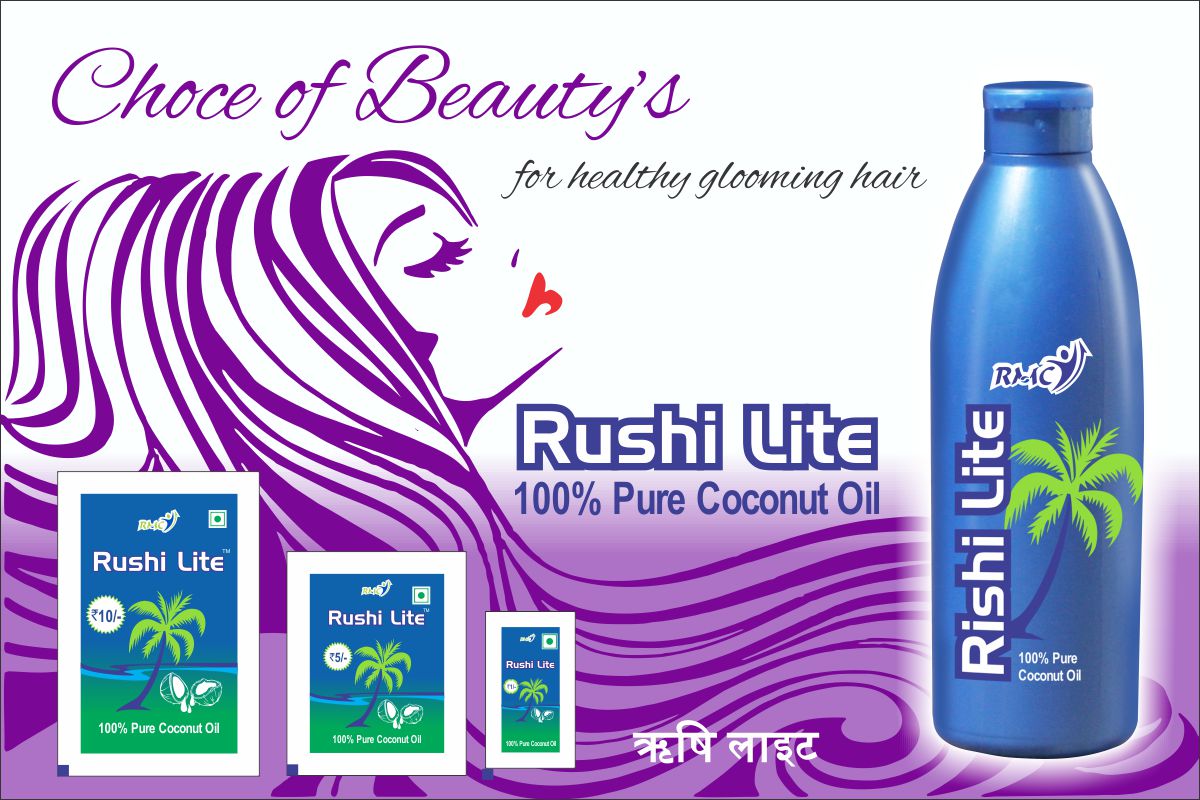 Choce of Beauty's
for healthy glooming hair
RMC
Rishi Lite
100% Pure
Coconut Oil
Rushi Lite
100% Pure Coconut Oil
RMC
Rushi Lite™
₹10/-
100% Pure Coconut Oil
RMC
Rushi Lite™
₹5/-
100% Pure Coconut Oil
RMC
Rushi Lite
₹1/-
100% Pure Coconut Oil
ऋषि लाइट